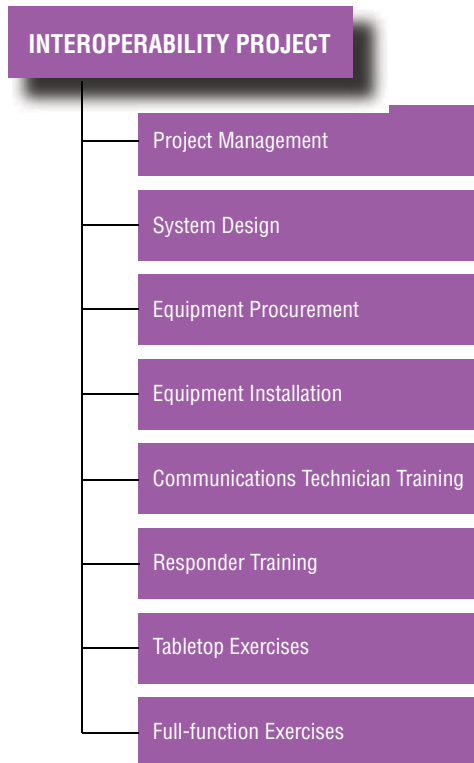 INTEROPERABILITY PROJECT
Project Management
System Design
Equipment Procurement
Equipment Installation
Communications Technician Training
Responder Training
Tabletop Exercises
Full-function Exercises